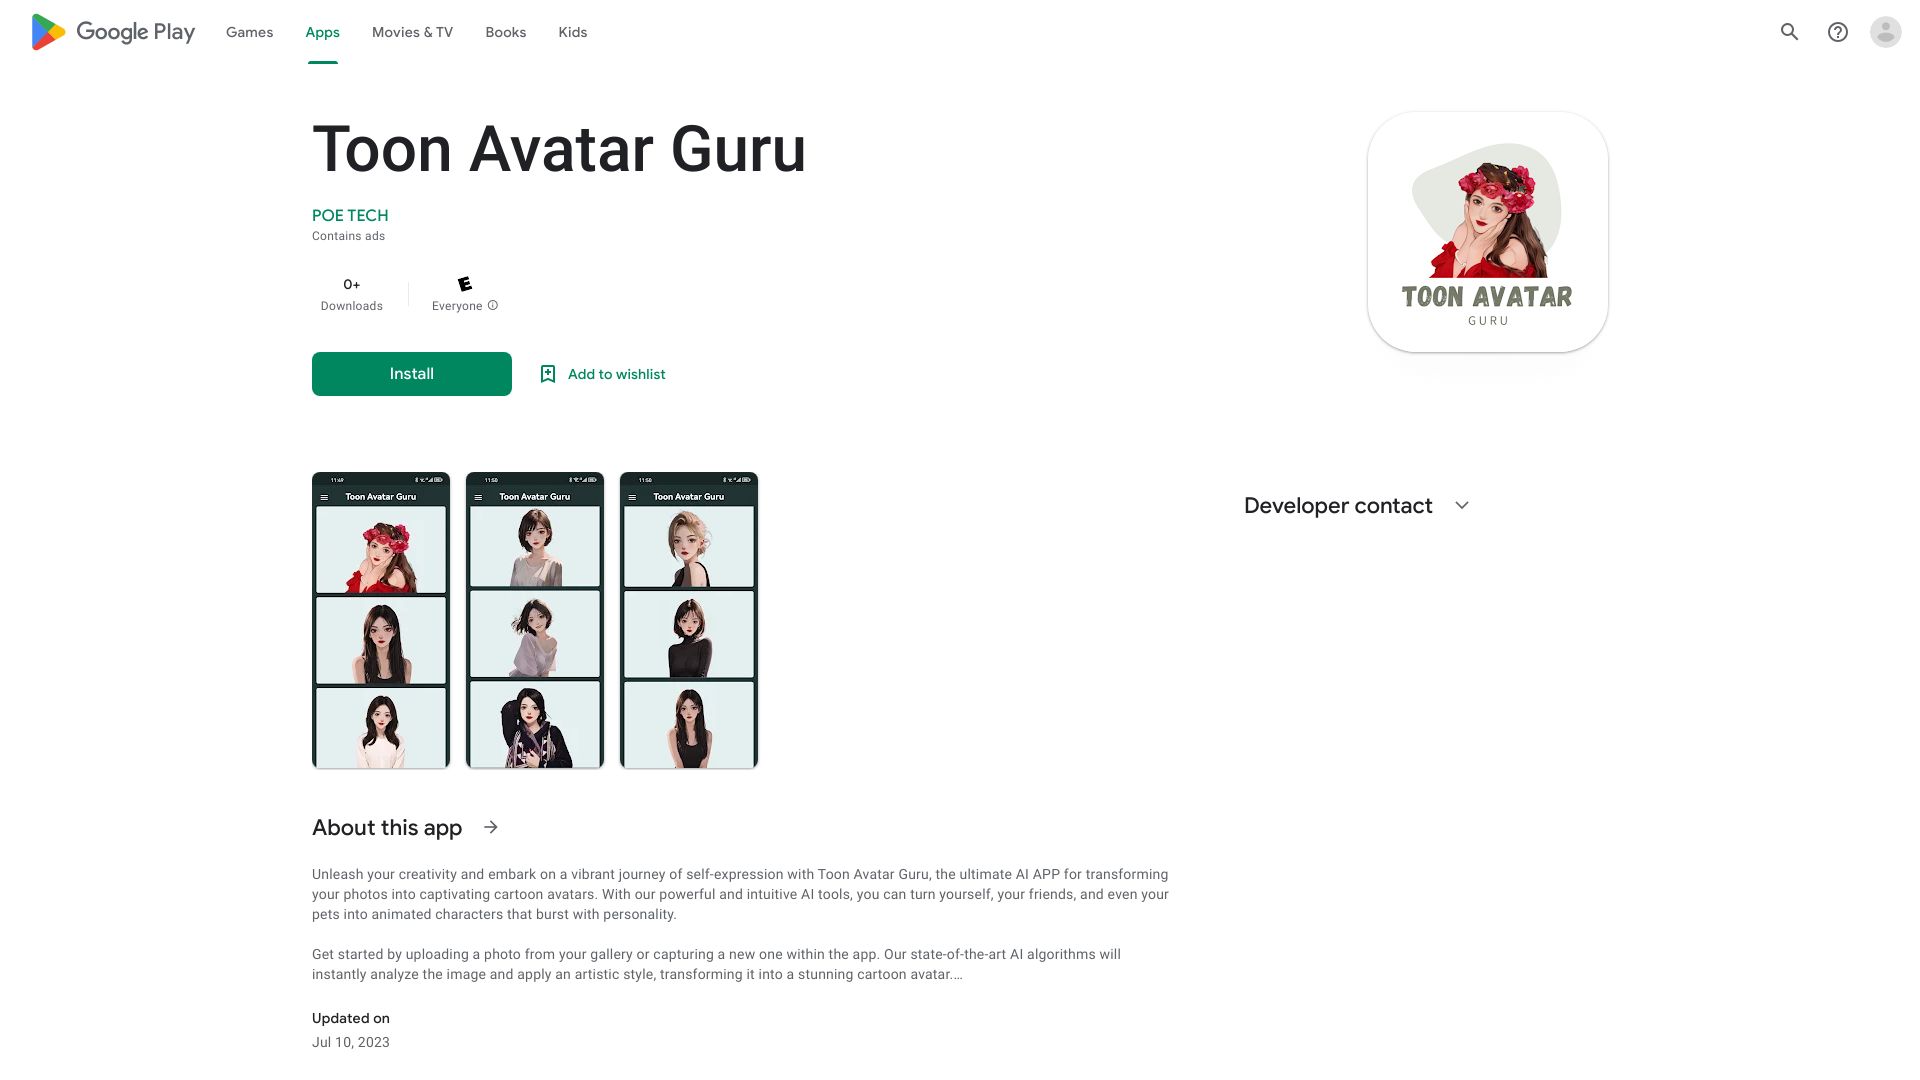 Google Play
Games
Apps
Movies & TV
Books
Kids
Toon Avatar Guru
POE TECH
Contains ads
0+
Downloads
E
Everyone
Install
Add to wishlist
TOON AVATAR
GURU
11:49
Toon Avatar Guru
11:50
Toon Avatar Guru
11:50
Toon Avatar Guru
Developer contact
About this app
Unleash your creativity and embark on a vibrant journey of self-expression with Toon Avatar Guru, the ultimate AI APP for transforming
your photos into captivating cartoon avatars. With our powerful and intuitive AI tools, you can turn yourself, your friends, and even your
pets into animated characters that burst with personality.
Get started by uploading a photo from your gallery or capturing a new one within the app. Our state-of-the-art AI algorithms will
instantly analyze the image and apply an artistic style, transforming it into a stunning cartoon avatar.…
Updated on
Jul 10, 2023